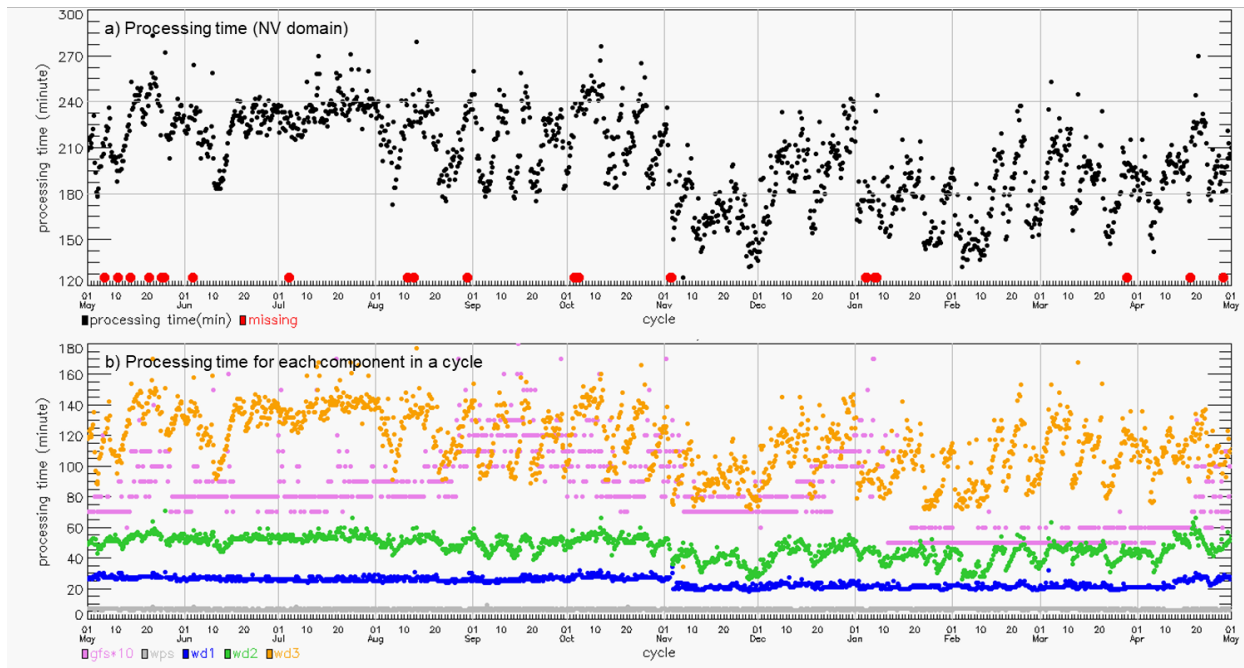 a) Processing time (NV domain)
processing time (minute)
300
270
240
210
180
150
120
01 10 20 01 10 20 01 10 20 01 10 20 01 10 20 01 10 20 01 10 20 01 10 20 01 10 20 01 10 20 01 10 20 01 10 20 01
May Jun Jul Aug Sep Oct Nov Dec Jan Feb Mar Apr May
processing time(min) missing
cycle
b) Processing time for each component in a cycle
processing time (minute)
180
160
140
120
100
80
60
40
20
0
01 10 20 01 10 20 01 10 20 01 10 20 01 10 20 01 10 20 01 10 20 01 10 20 01 10 20 01 10 20 01 10 20 01 10 20 01
May Jun Jul Aug Sep Oct Nov Dec Jan Feb Mar Apr May
gfs*10 wps wd1 wd2 wd3
cycle